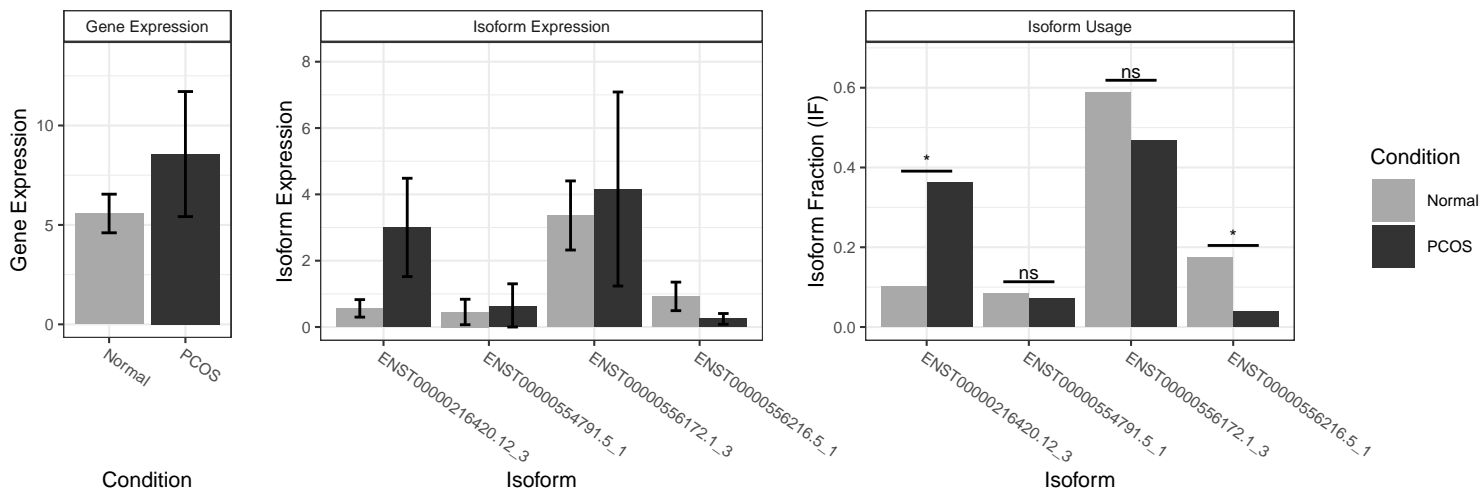 Gene Expression
Gene Expression
10
5
0
Normal
PCOS
Condition
Isoform Expression
Isoform Expression
8
6
4
2
0
ENST00000216420.12_3
ENST00000554791.5_1
ENST00000556172.1_3
ENST00000556216.5_1
Isoform
Isoform Usage
Isoform Fraction (IF)
0.6
0.4
0.2
0.0
*
ns
ns
*
ENST00000216420.12_3
ENST00000554791.5_1
ENST00000556172.1_3
ENST00000556216.5_1
Isoform
Condition
Normal
PCOS